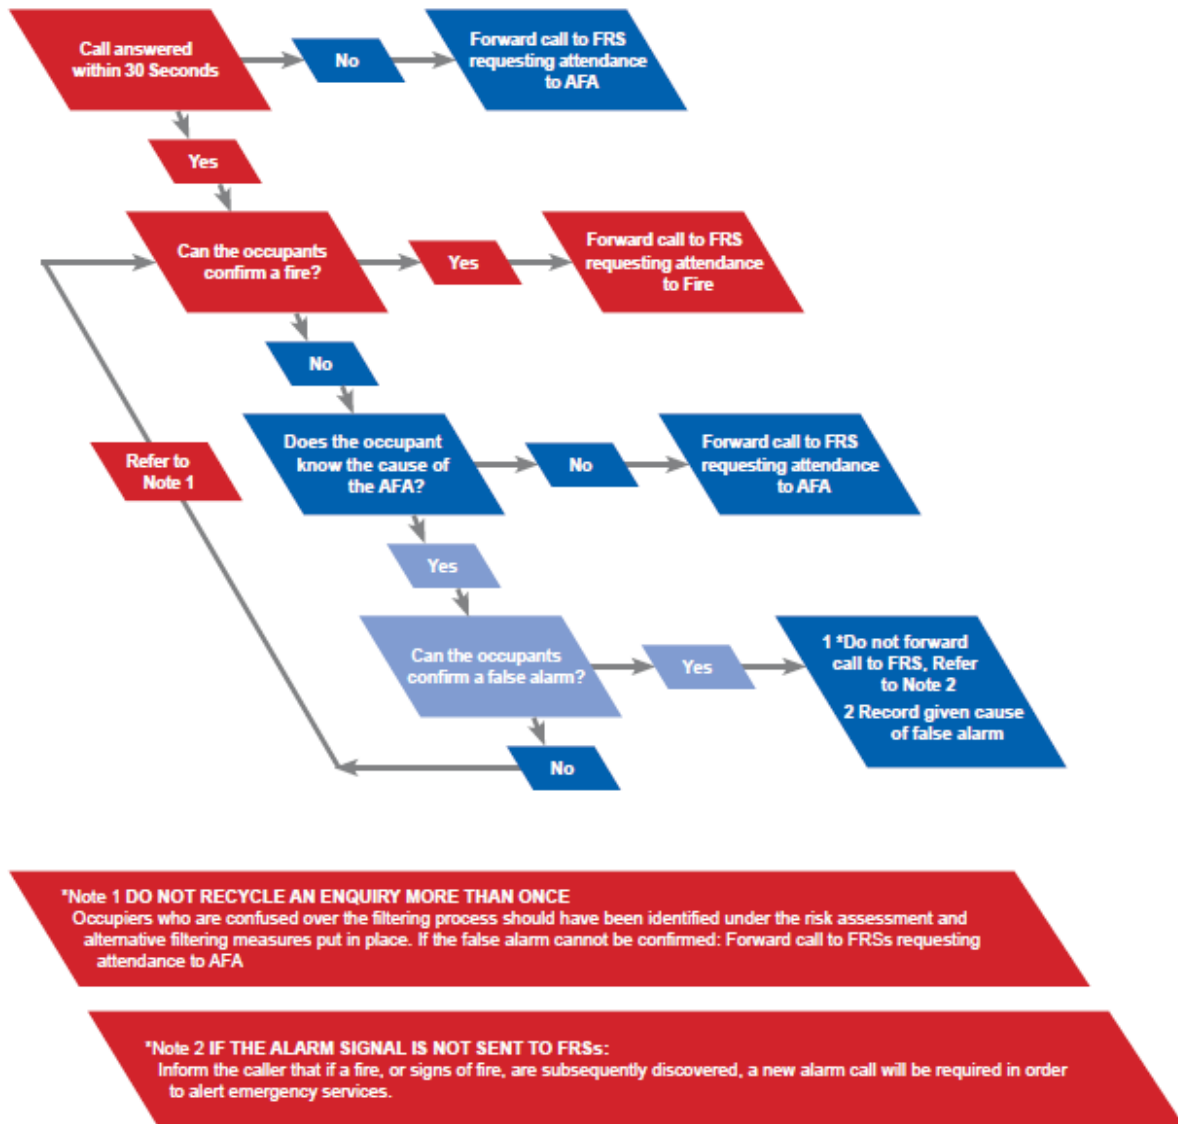 Call answered
within 30 Seconds
No
Forward call to FRS
requesting attendance
to AFA
Yes
Can the occupants
confirm a fire?
Yes
Forward call to FRS
requesting attendance
to Fire
No
Refer to
Note 1
Does the occupant
know the cause of
the AFA?
No
Forward call to FRS
requesting attendance
to AFA
Yes
Can the occupants
confirm a false alarm?
Yes
1 *Do not forward
call to FRS, Refer
to Note 2
2 Record given cause
of false alarm
No
*Note 1 DO NOT RECYCLE AN ENQUIRY MORE THAN ONCE
Occupiers who are confused over the filtering process should have been identified under the risk assessment and
alternative filtering measures put in place. If the false alarm cannot be confirmed: Forward call to FRSs requesting
attendance to AFA
*Note 2 IF THE ALARM SIGNAL IS NOT SENT TO FRSs:
Inform the caller that if a fire, or signs of fire, are subsequently discovered, a new alarm call will be required in order
to alert emergency services.